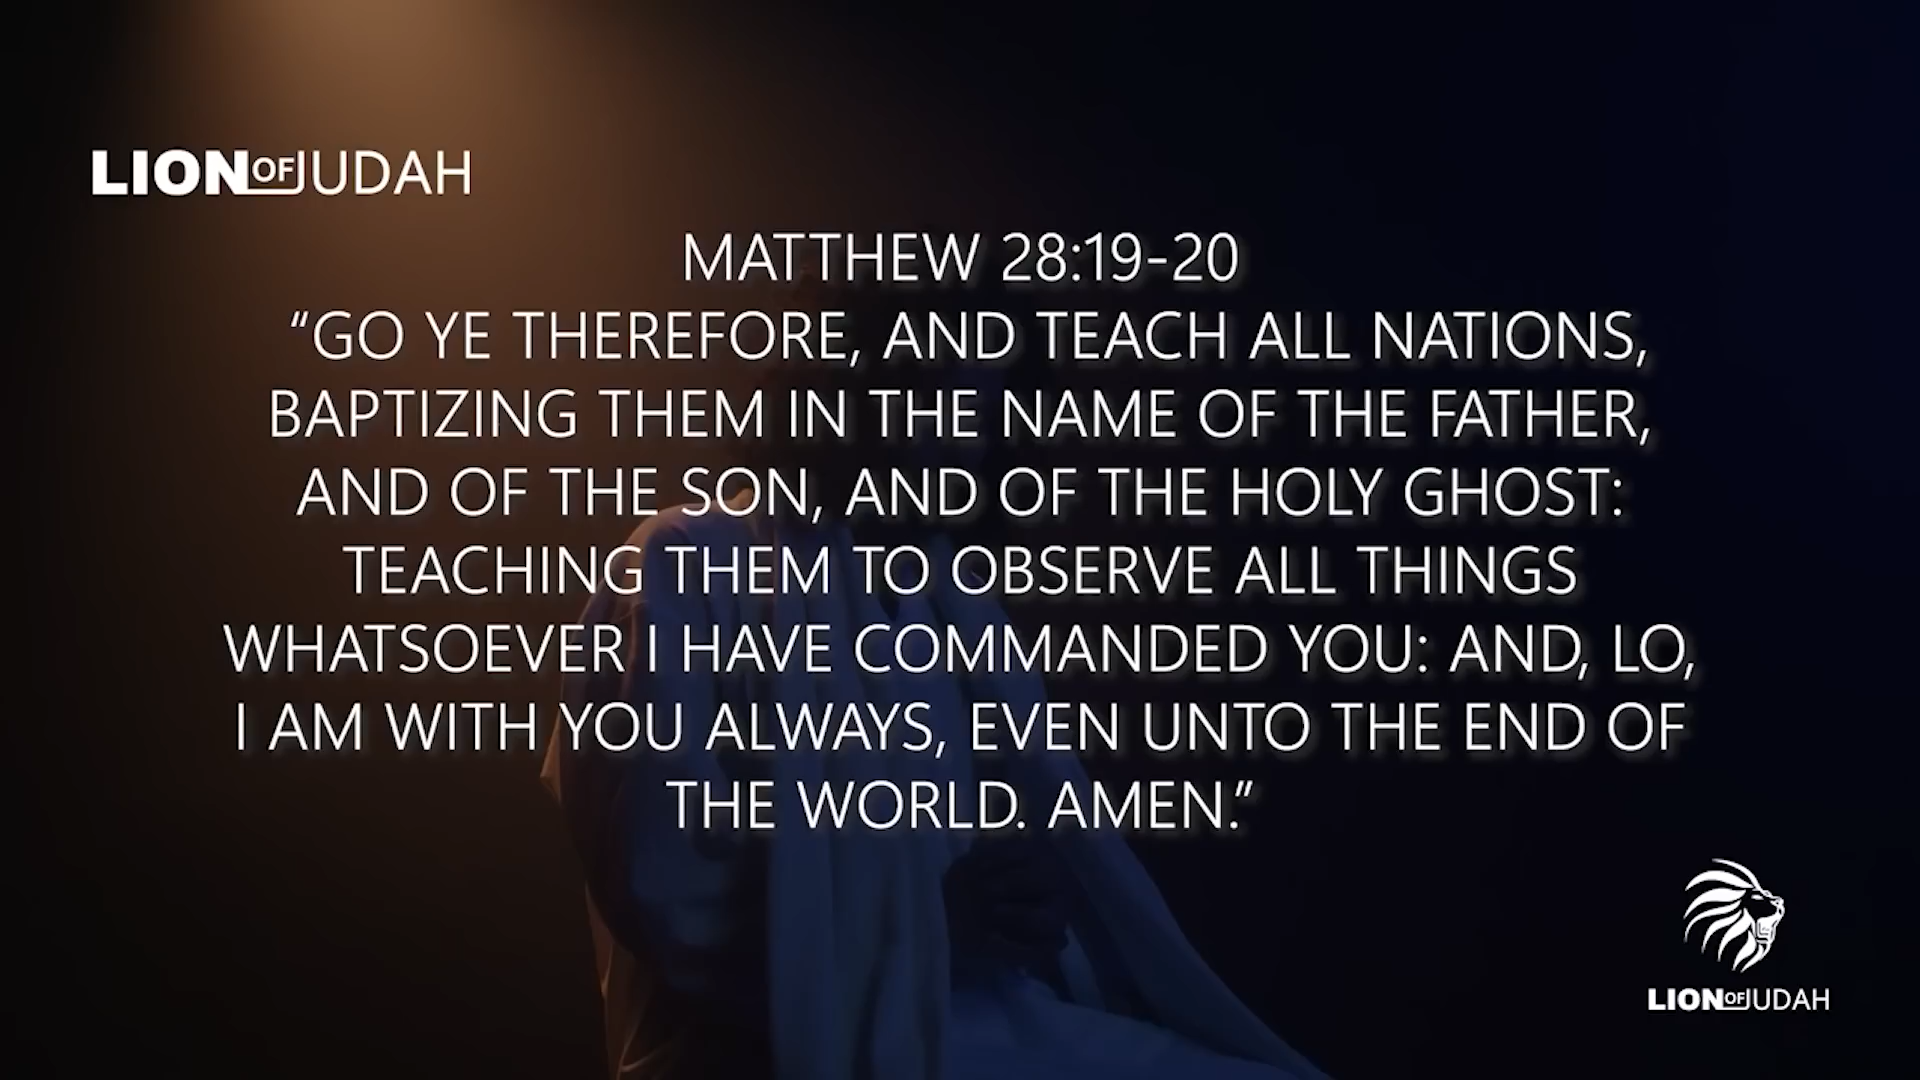 LION OF JUDAH
MATTHEW 28:19-20
“GO YE THEREFORE, AND TEACH ALL NATIONS,
BAPTIZING THEM IN THE NAME OF THE FATHER,
AND OF THE SON, AND OF THE HOLY GHOST:
TEACHING THEM TO OBSERVE ALL THINGS
WHATSOEVER I HAVE COMMANDED YOU: AND, LO,
I AM WITH YOU ALWAYS, EVEN UNTO THE END OF
THE WORLD. AMEN.”
LION OF JUDAH